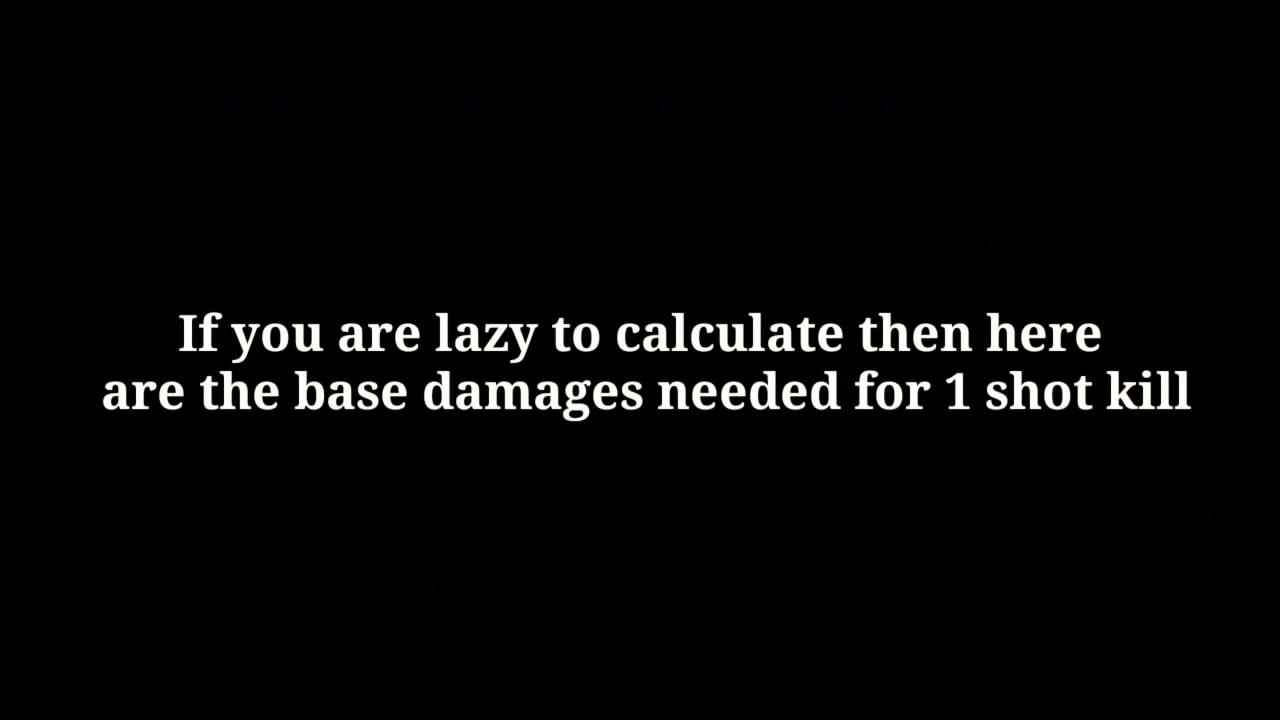 If you are lazy to calculate then here
are the base damages needed for 1 shot kill